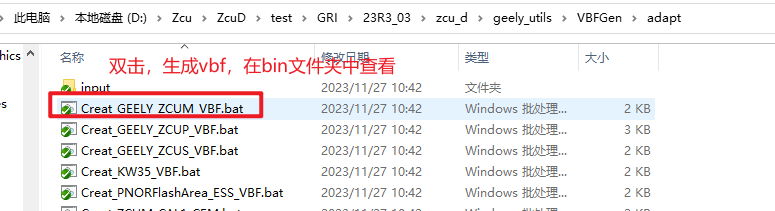 此电脑 > 本地磁盘 (D:) > Zcu > ZcuD > test > GRI > 23R3_03 > zcu_d > geely_utils > VBFGen > adapt
名称 修改日期 类型 大小
双击，生成vbf，在bin文件夹中查看
input 2023/11/27 10:42 文件夹
Creat_GEELY_ZCUM_VBF.bat 2023/11/27 10:42 Windows 批处理... 2 KB
Creat_GEELY_ZCUP_VBF.bat 2023/11/27 10:42 Windows 批处理... 3 KB
Creat_GEELY_ZCUS_VBF.bat 2023/11/27 10:42 Windows 批处理... 2 KB
Creat_KW35_VBF.bat 2023/11/27 10:42 Windows 批处理... 2 KB
Creat_PNORFlashArea_ESS_VBF.bat 2023/11/27 10:42 Windows 批处理... 2 KB